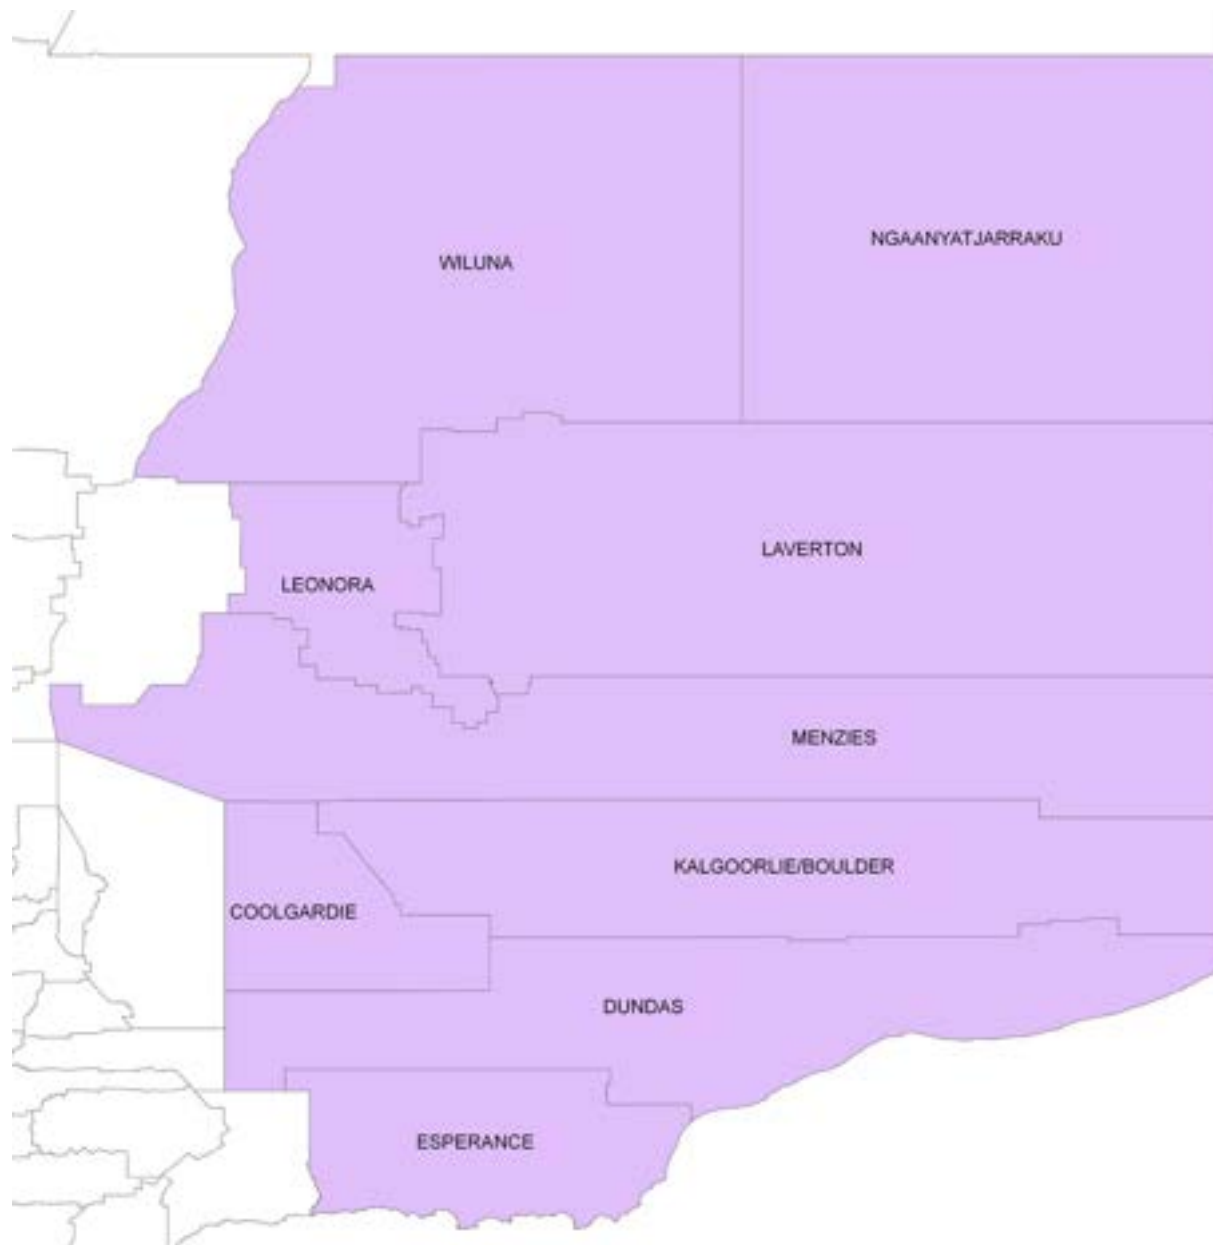 NGAANYATJARRAKU
WILUNA
LAVERTON
LEONORA
MENZIES
KALGOORLIE/BOULDER
COOLGARDIE
DUNDAS
ESPERANCE